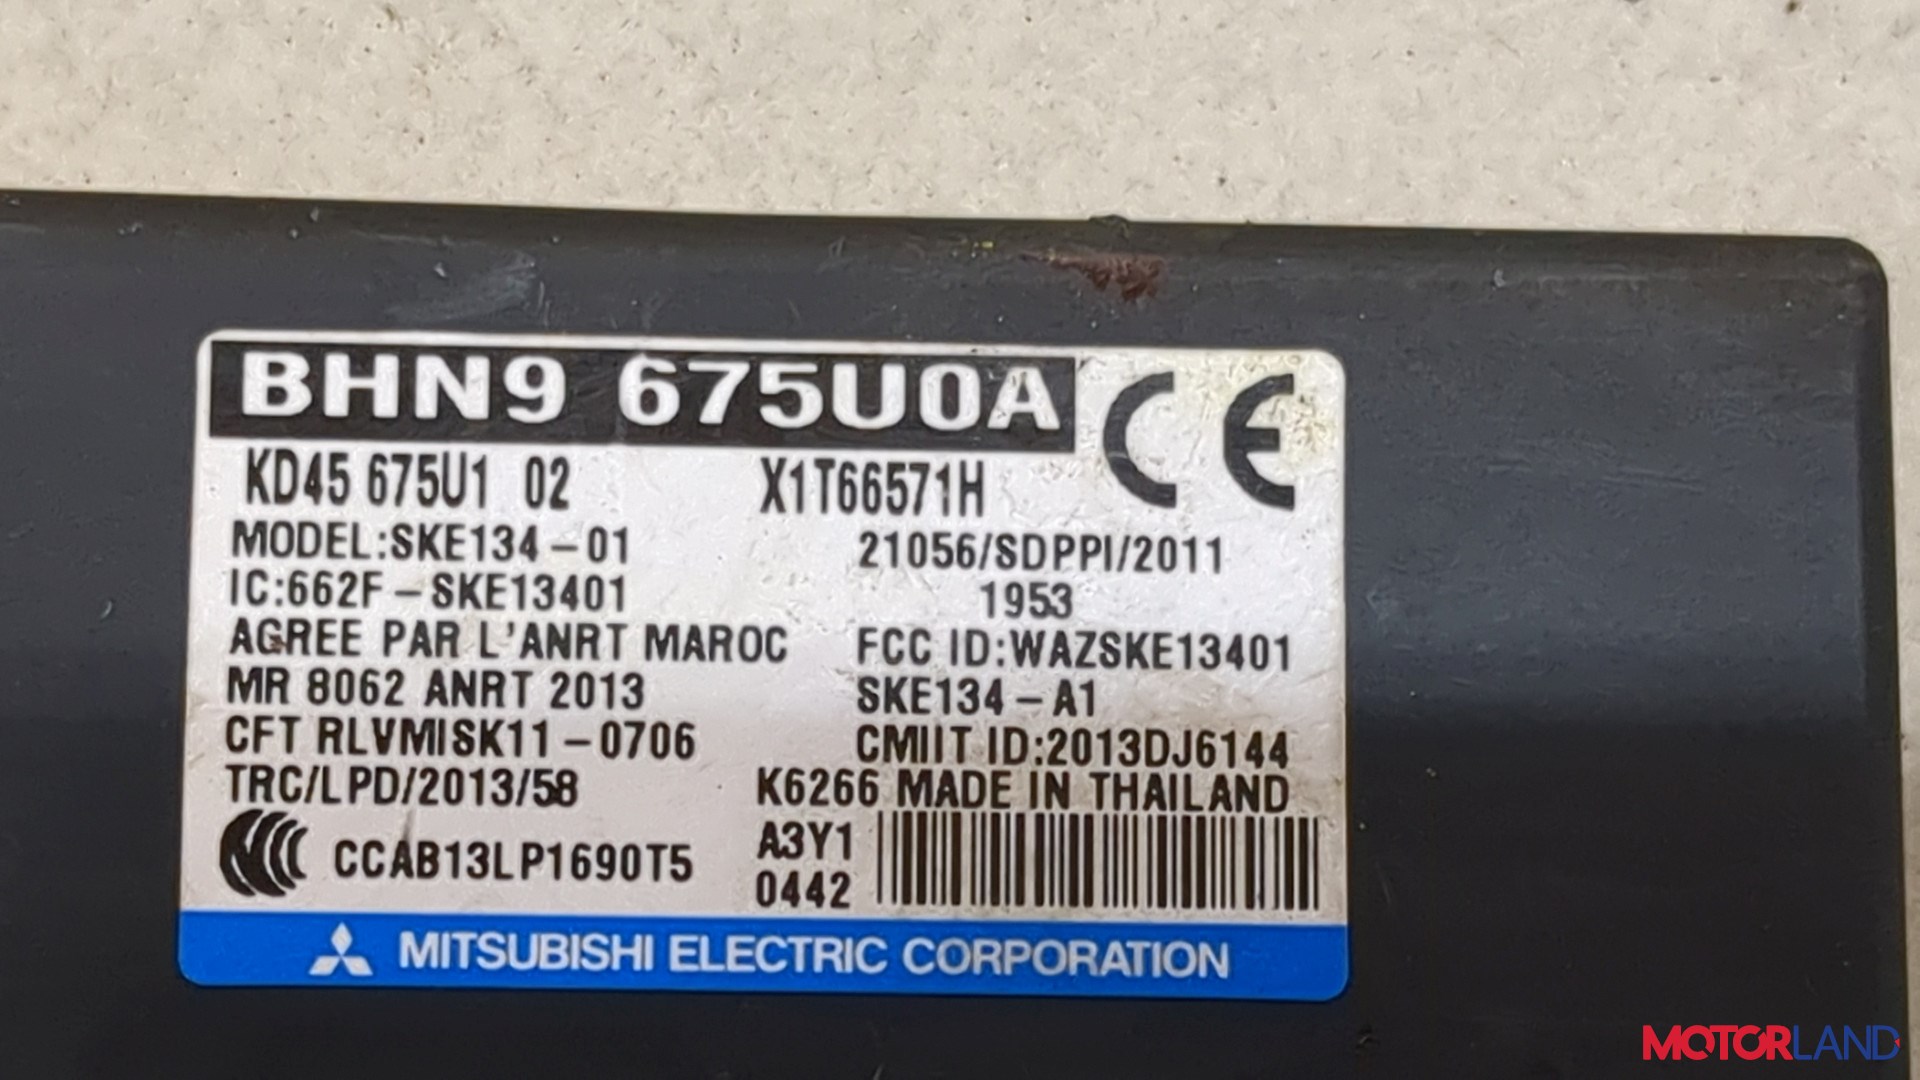 BHN9 675U0A
CE
KD45 675U1 02 X1T66571H
MODEL:SKE134-01 21056/SDPPI/2011
IC:662F-SKE13401 1953
AGREE PAR L'ANRT MAROC FCC ID:WAZSKE13401
MR 8062 ANRT 2013 SKE134-A1
CFT RLVMISK11-0706 CMIIT ID:2013DJ6144
TRC/LPD/2013/58 K6266 MADE IN THAILAND
CCAB13LP1690T5 A3Y1
0442
MITSUBISHI ELECTRIC CORPORATION
MOTORLAND